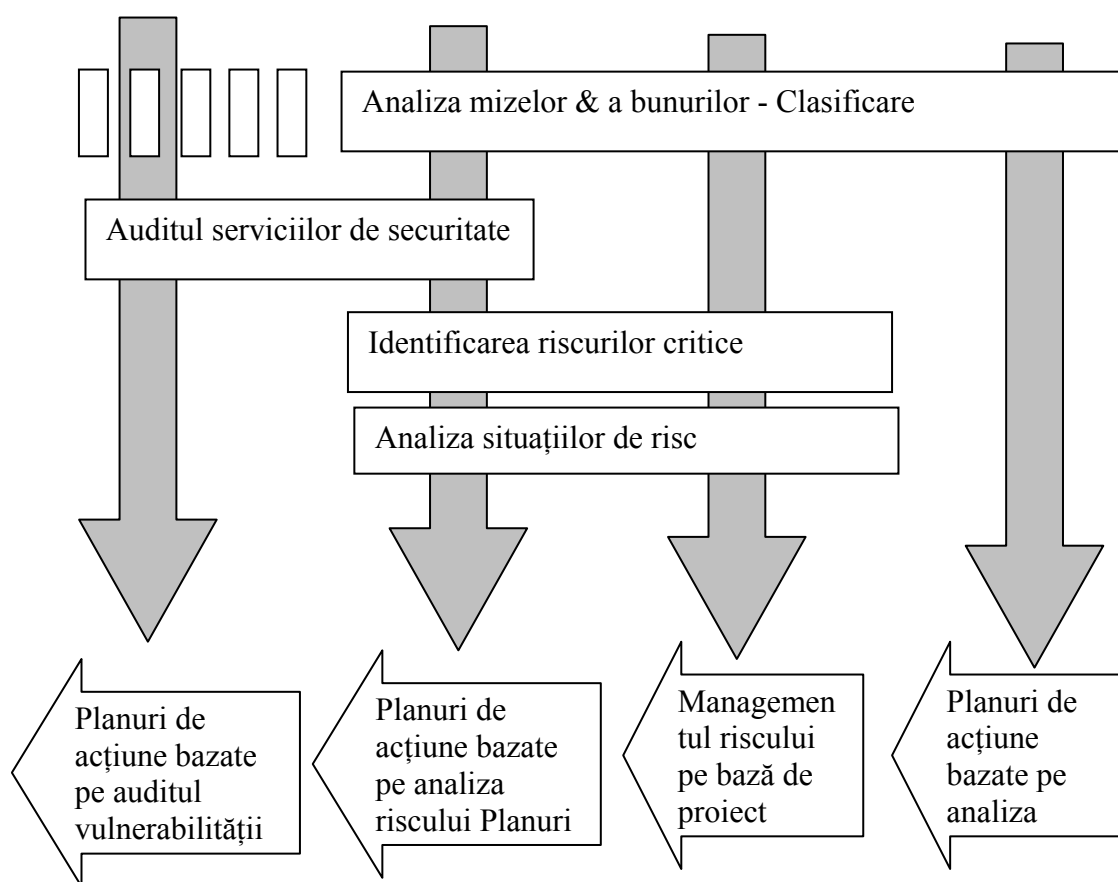 Analiza mizelor & a bunurilor - Clasificare
Auditul serviciilor de securitate
Identificarea riscurilor critice
Analiza situațiilor de risc
Planuri de
acțiune bazate
pe auditul
vulnerabilității
Planuri de
acțiune bazate
pe analiza
riscului Planuri
Managemen
tul riscului
pe bază de
proiect
Planuri de
acțiune
bazate pe
analiza